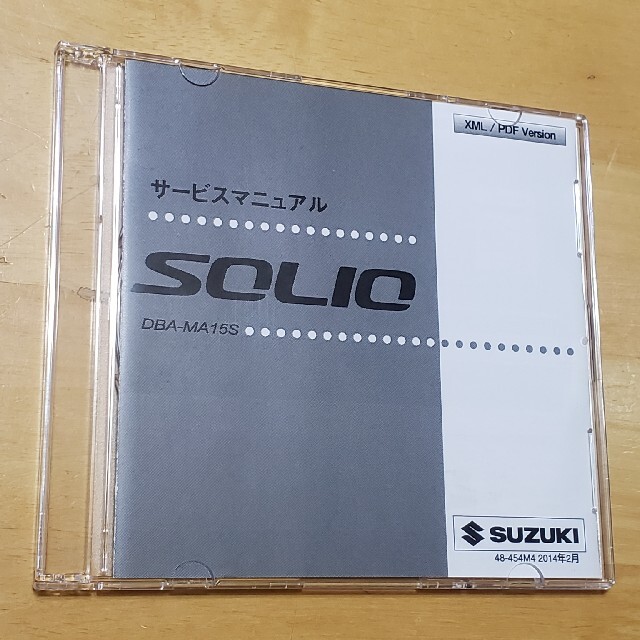 XML / PDF Version
サービスマニュアル
SOLIO
DBA-MA15S
SUZUKI
48-454M4 2014年2月